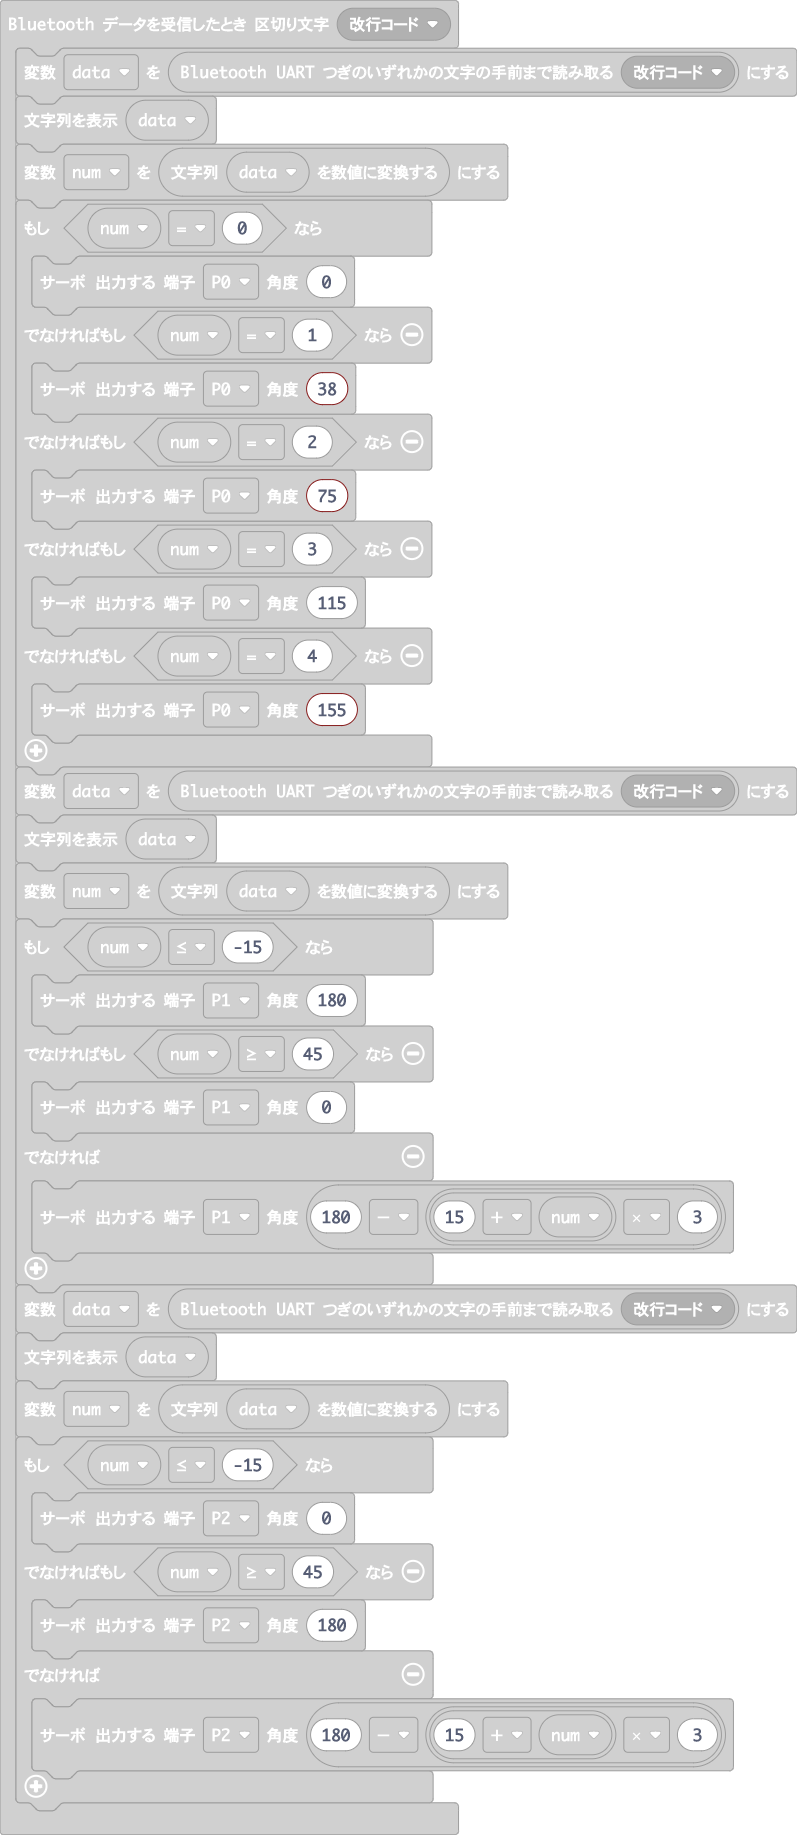 Bluetooth データを受信したとき 区切り文字 改行コード
変数 data を Bluetooth UART つぎのいずれかの文字の手前まで読み取る 改行コード にする
文字列を表示 data
変数 num を 文字列 data を数値に変換する にする
もし num = 0 なら
サーボ 出力する 端子 P0 角度 0
でなければもし num = 1 なら
サーボ 出力する 端子 P0 角度 38
でなければもし num = 2 なら
サーボ 出力する 端子 P0 角度 75
でなければもし num = 3 なら
サーボ 出力する 端子 P0 角度 115
でなければもし num = 4 なら
サーボ 出力する 端子 P0 角度 155
変数 data を Bluetooth UART つぎのいずれかの文字の手前まで読み取る 改行コード にする
文字列を表示 data
変数 num を 文字列 data を数値に変換する にする
もし num ≤ -15 なら
サーボ 出力する 端子 P1 角度 180
でなければもし num ≥ 45 なら
サーボ 出力する 端子 P1 角度 0
でなければ
サーボ 出力する 端子 P1 角度 180 - 15 + num × 3
変数 data を Bluetooth UART つぎのいずれかの文字の手前まで読み取る 改行コード にする
文字列を表示 data
変数 num を 文字列 data を数値に変換する にする
もし num ≤ -15 なら
サーボ 出力する 端子 P2 角度 0
でなければもし num ≥ 45 なら
サーボ 出力する 端子 P2 角度 180
でなければ
サーボ 出力する 端子 P2 角度 180 - 15 + num × 3